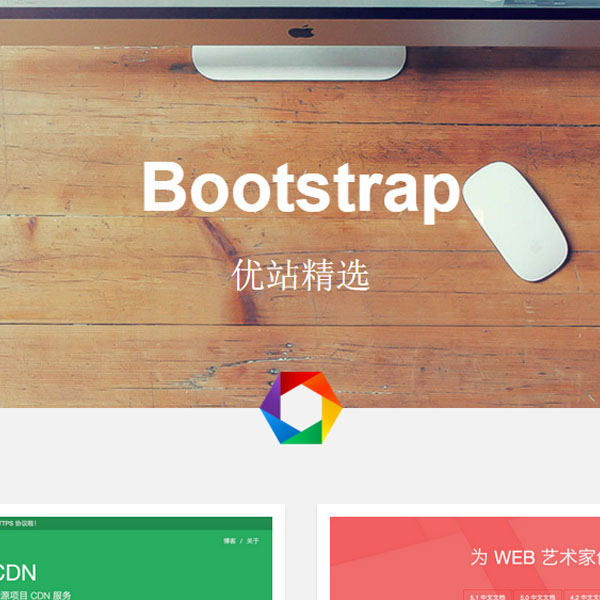 Bootstrap
优站精选
TTPS 协议啦!
博客 / 关于
CDN
源项目 CDN 服务
为 WEB 艺术家
5.1 中文文档 5.0 中文文档 4.2 中文文